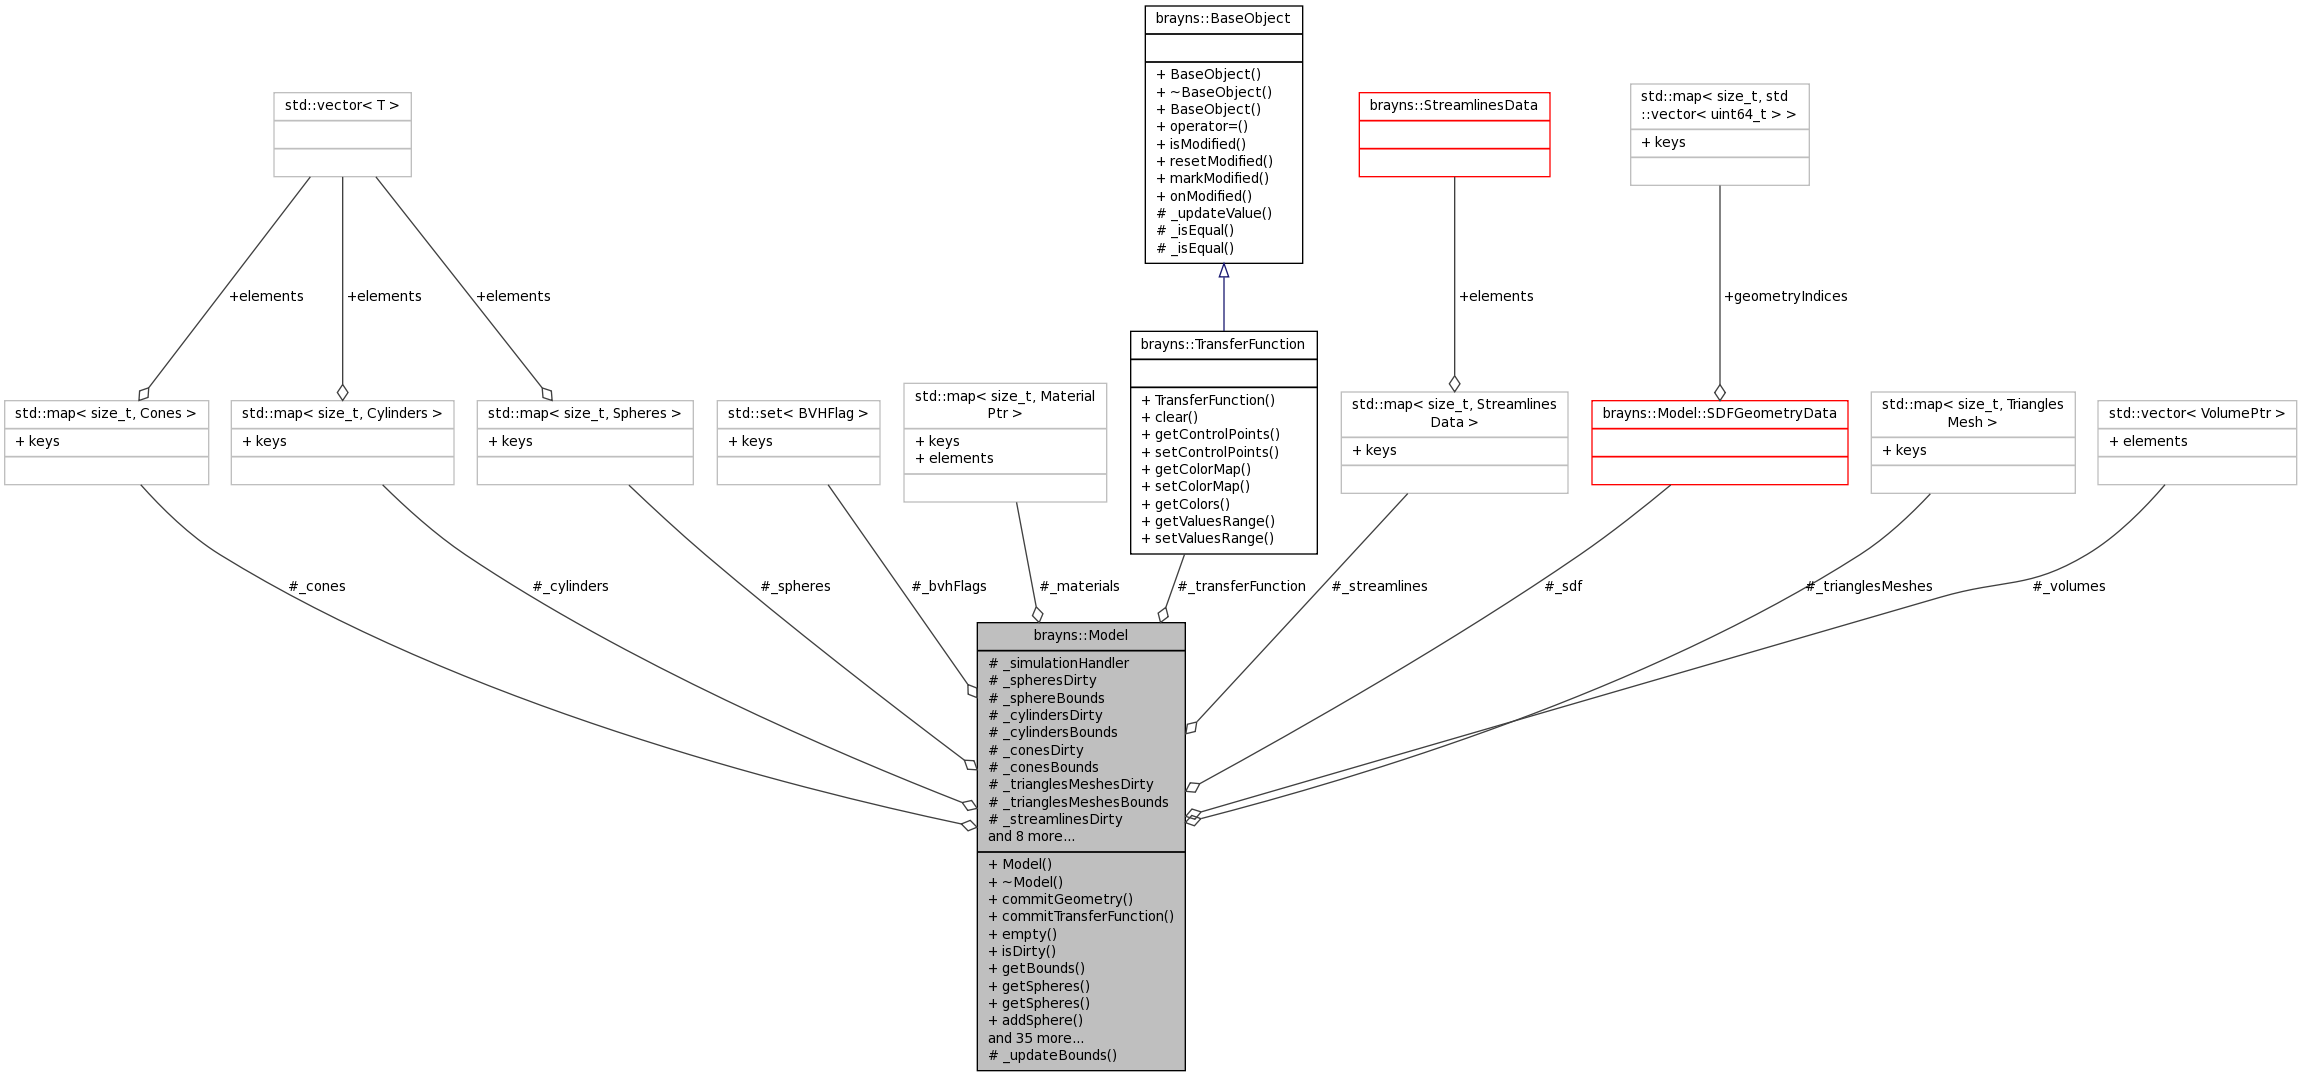 brayns::BaseObject
+ BaseObject()
+ ~BaseObject()
+ BaseObject()
+ operator=()
+ isModified()
+ resetModified()
+ markModified()
+ onModified()
# _updateValue()
# _isEqual()
# _isEqual()
std::vector< T >
brayns::StreamlinesData
std::map< size_t, std
::vector< uint64_t > >
+ keys
+elements
+elements
+elements
+elements
+geometryIndices
std::map< size_t, Cones >
+ keys
std::map< size_t, Cylinders >
+ keys
std::map< size_t, Spheres >
+ keys
std::set< BVHFlag >
+ keys
std::map< size_t, Material
Ptr >
+ keys
+ elements
brayns::TransferFunction
+ TransferFunction()
+ clear()
+ getControlPoints()
+ setControlPoints()
+ getColorMap()
+ setColorMap()
+ getColors()
+ getValuesRange()
+ setValuesRange()
std::map< size_t, Streamlines
Data >
+ keys
brayns::Model::SDFGeometryData
std::map< size_t, Triangles
Mesh >
+ keys
std::vector< VolumePtr >
+ elements
#_cones
#_cylinders
#_spheres
#_bvhFlags
#_materials
#_transferFunction
#_streamlines
#_sdf
#_trianglesMeshes
#_volumes
brayns::Model
# _simulationHandler
# _spheresDirty
# _sphereBounds
# _cylindersDirty
# _cylindersBounds
# _conesDirty
# _conesBounds
# _trianglesMeshesDirty
# _trianglesMeshesBounds
# _streamlinesDirty
and 8 more...
+ Model()
+ ~Model()
+ commitGeometry()
+ commitTransferFunction()
+ empty()
+ isDirty()
+ getBounds()
+ getSpheres()
+ getSpheres()
+ addSphere()
and 35 more...
# _updateBounds()